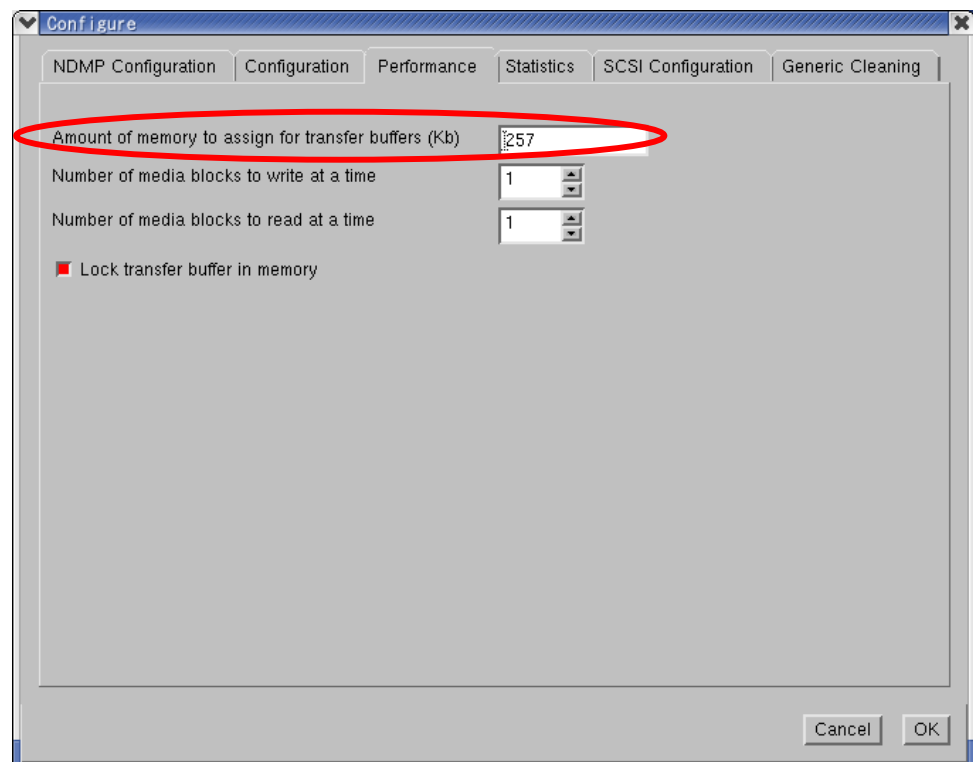 Configure
NDMP Configuration Configuration Performance Statistics SCSI Configuration Generic Cleaning
Amount of memory to assign for transfer buffers (Kb) 257
Number of media blocks to write at a time 1
Number of media blocks to read at a time 1
Lock transfer buffer in memory
Cancel OK